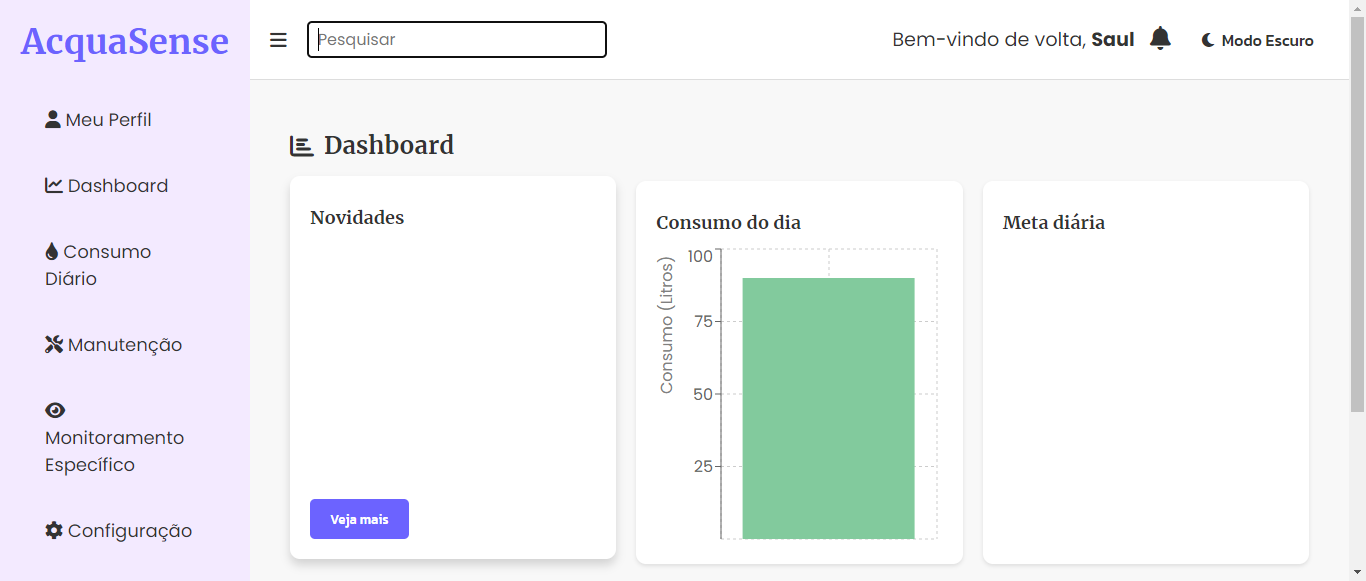 AcquaSense
Pesquisar
Bem-vindo de volta, Saul
Modo Escuro
Meu Perfil
Dashboard
Consumo
Diário
Manutenção
Monitoramento
Específico
Configuração
Dashboard
Novidades
Veja mais
Consumo do dia
Consumo (Litros)
100
75
50
25
Meta diária